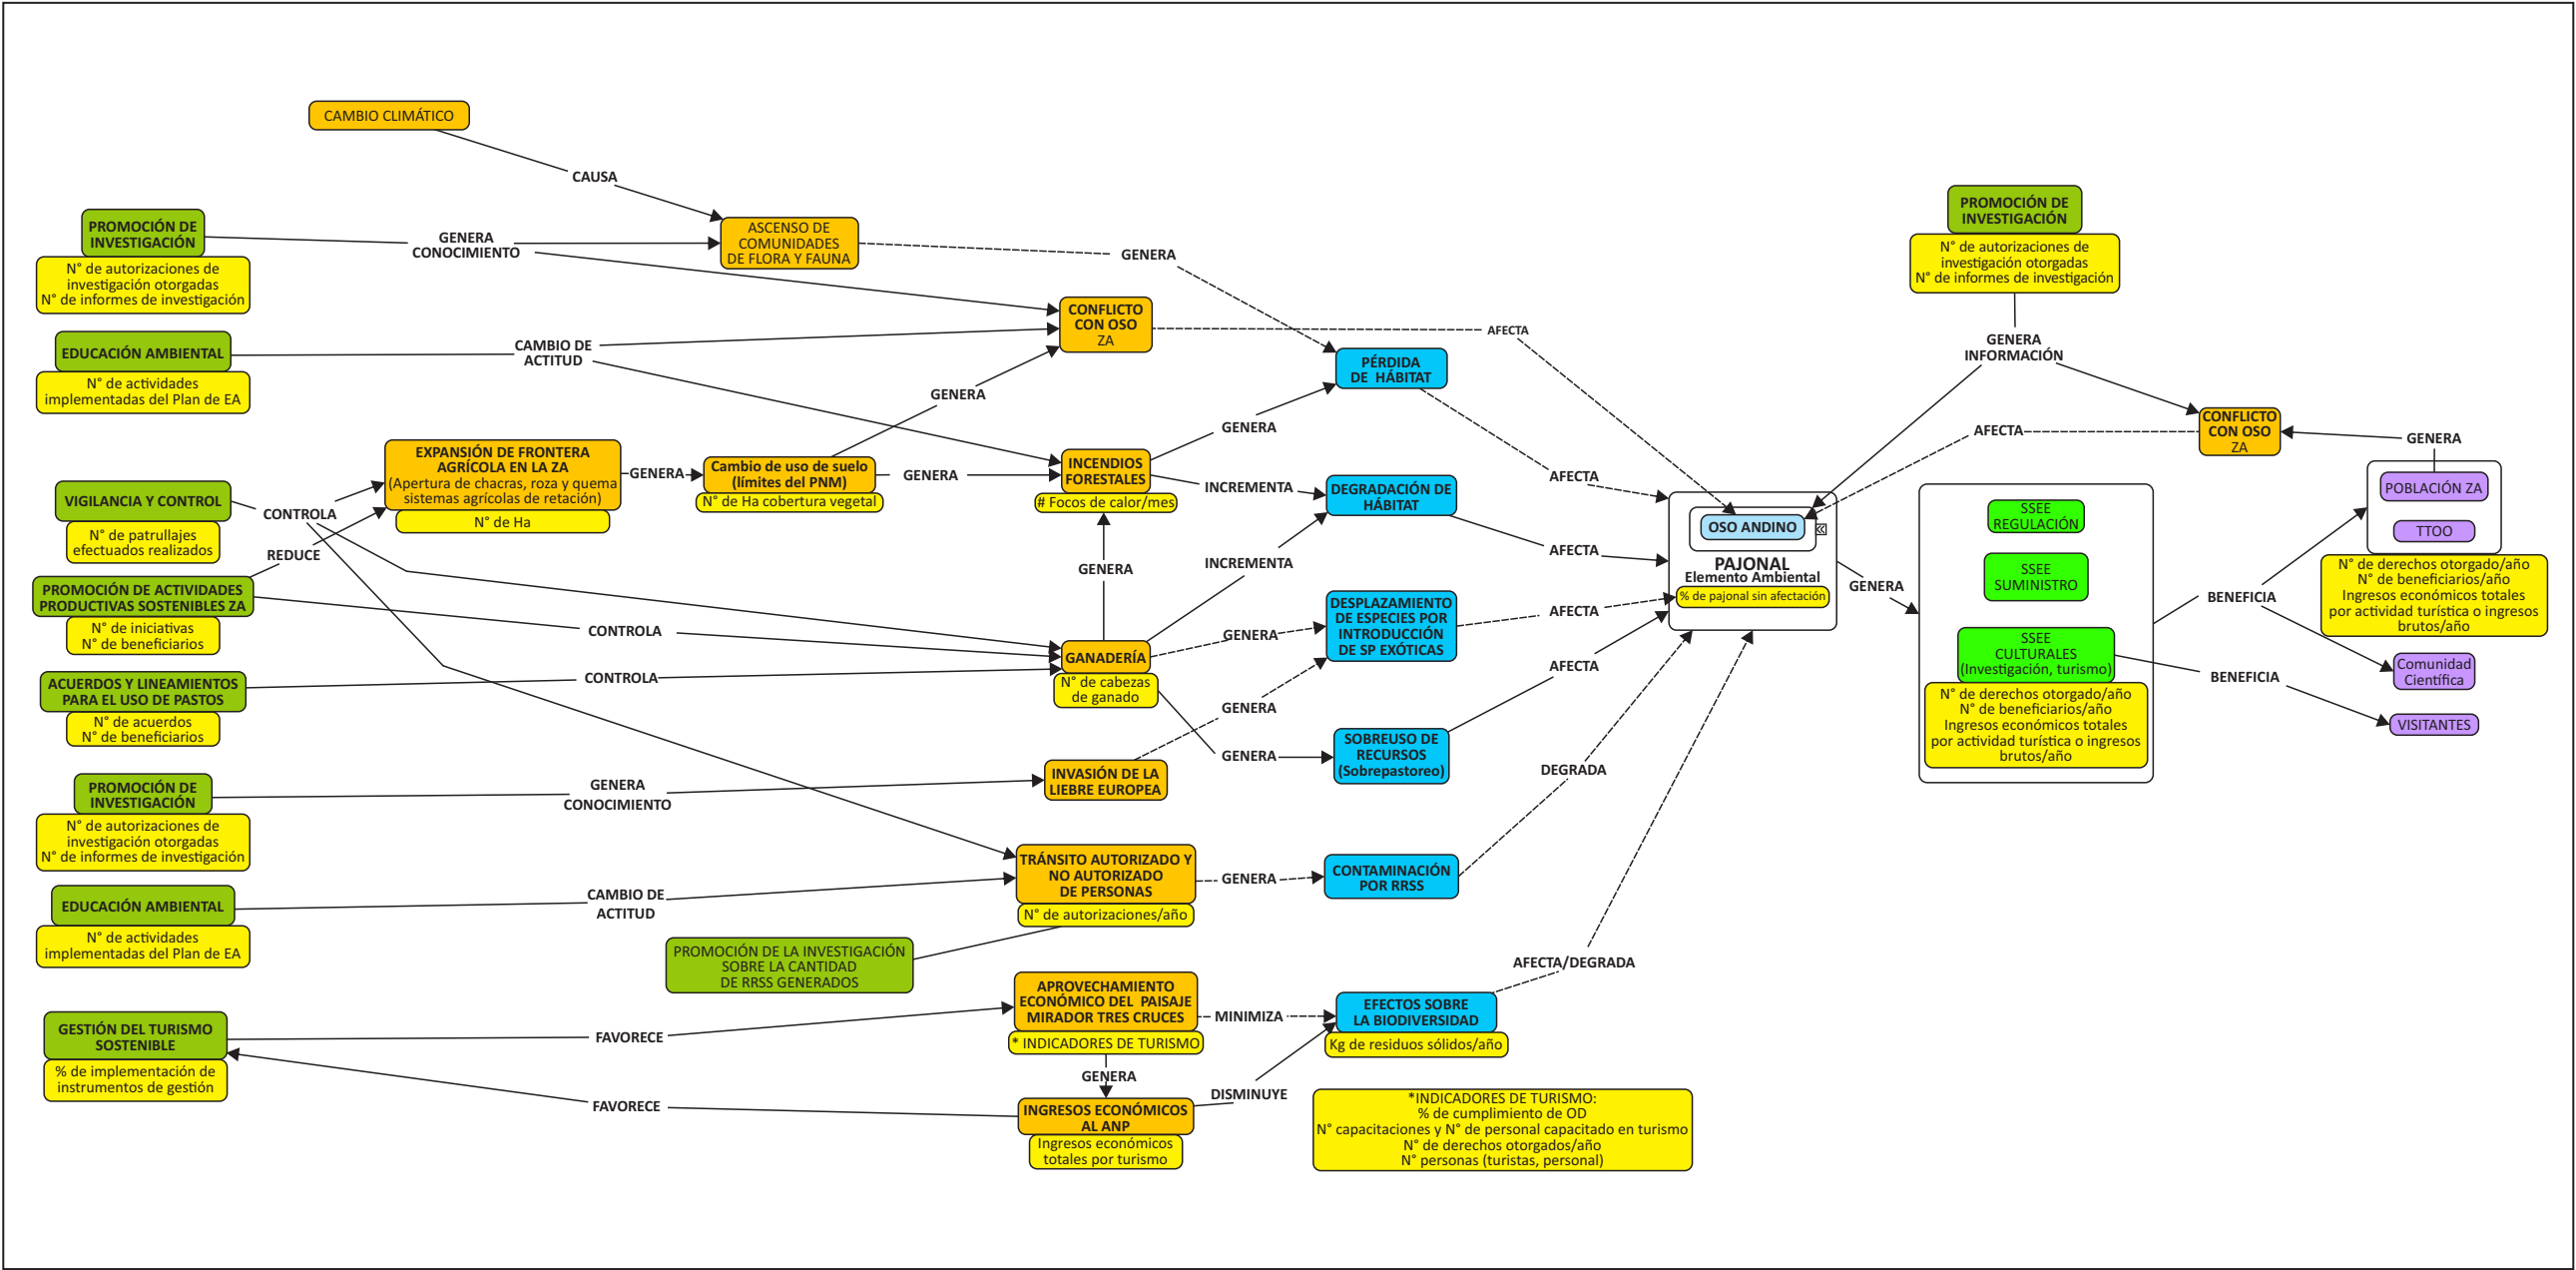 CAMBIO CLIMÁTICO
CAUSA
PROMOCIÓN DE
INVESTIGACIÓN
N° de autorizaciones de
investigación otorgadas
N° de informes de investigación
GENERA
CONOCIMIENTO
ASCENSO DE
COMUNIDADES
DE FLORA Y FAUNA
GENERA
EDUCACIÓN AMBIENTAL
N° de actividades
implementadas del Plan de EA
CAMBIO DE
ACTITUD
CONFLICTO
CON OSO
ZA
AFECTA
GENERA
PÉRDIDA
DE HÁBITAT
GENERA
AFECTA
VIGILANCIA Y CONTROL
N° de patrullajes
efectuados realizados
CONTROLA
REDUCE
EXPANSIÓN DE FRONTERA
AGRÍCOLA EN LA ZA
(Apertura de chacras, roza y quema
sistemas agrícolas de retación)
N° de Ha
GENERA
Cambio de uso de suelo
(límites del PNM)
N° de Ha cobertura vegetal
GENERA
INCENDIOS
FORESTALES
# Focos de calor/mes
INCREMENTA
DEGRADACIÓN DE
HÁBITAT
AFECTA
GENERA
INCREMENTA
PROMOCIÓN DE ACTIVIDADES
PRODUCTIVAS SOSTENIBLES ZA
N° de iniciativas
N° de beneficiarios
CONTROLA
GANADERÍA
N° de cabezas
de ganado
GENERA
DESPLAZAMIENTO
DE ESPECIES POR
INTRODUCCIÓN
DE SP EXÓTICAS
AFECTA
ACUERDOS Y LINEAMIENTOS
PARA EL USO DE PASTOS
N° de acuerdos
N° de beneficiarios
CONTROLA
GENERA
GENERA
SOBREUSO DE
RECURSOS
(Sobrepastoreo)
AFECTA
PROMOCIÓN DE
INVESTIGACIÓN
N° de autorizaciones de
investigación otorgadas
N° de informes de investigación
GENERA
CONOCIMIENTO
INVASIÓN DE LA
LIEBRE EUROPEA
DEGRADA
EDUCACIÓN AMBIENTAL
N° de actividades
implementadas del Plan de EA
CAMBIO DE
ACTITUD
TRÁNSITO AUTORIZADO Y
NO AUTORIZADO
DE PERSONAS
N° de autorizaciones/año
GENERA
CONTAMINACIÓN
POR RRSS
PROMOCIÓN DE LA INVESTIGACIÓN
SOBRE LA CANTIDAD
DE RRSS GENERADOS
AFECTA/DEGRADA
GESTIÓN DEL TURISMO
SOSTENIBLE
% de implementación de
instrumentos de gestión
FAVORECE
APROVECHAMIENTO
ECONÓMICO DEL PAISAJE
MIRADOR TRES CRUCES
* INDICADORES DE TURISMO
MINIMIZA
EFECTOS SOBRE
LA BIODIVERSIDAD
Kg de residuos sólidos/año
GENERA
FAVORECE
INGRESOS ECONÓMICOS
AL ANP
Ingresos económicos
totales por turismo
DISMINUYE
*INDICADORES DE TURISMO:
% de cumplimiento de OD
N° capacitaciones y N° de personal capacitado en turismo
N° de derechos otorgados/año
N° personas (turistas, personal)
OSO ANDINO
PAJONAL
Elemento Ambiental
% de pajonal sin afectación
GENERA
PROMOCIÓN DE
INVESTIGACIÓN
N° de autorizaciones de
investigación otorgadas
N° de informes de investigación
GENERA
INFORMACIÓN
AFECTA
CONFLICTO
CON OSO
ZA
GENERA
SSEE
REGULACIÓN
SSEE
SUMINISTRO
SSEE
CULTURALES
(Investigación, turismo)
N° de derechos otorgado/año
N° de beneficiarios/año
Ingresos económicos totales
por actividad turística o ingresos
brutos/año
BENEFICIA
BENEFICIA
POBLACIÓN ZA
TTOO
N° de derechos otorgado/año
N° de beneficiarios/año
Ingresos económicos totales
por actividad turística o ingresos
brutos/año
Comunidad
Científica
VISITANTES